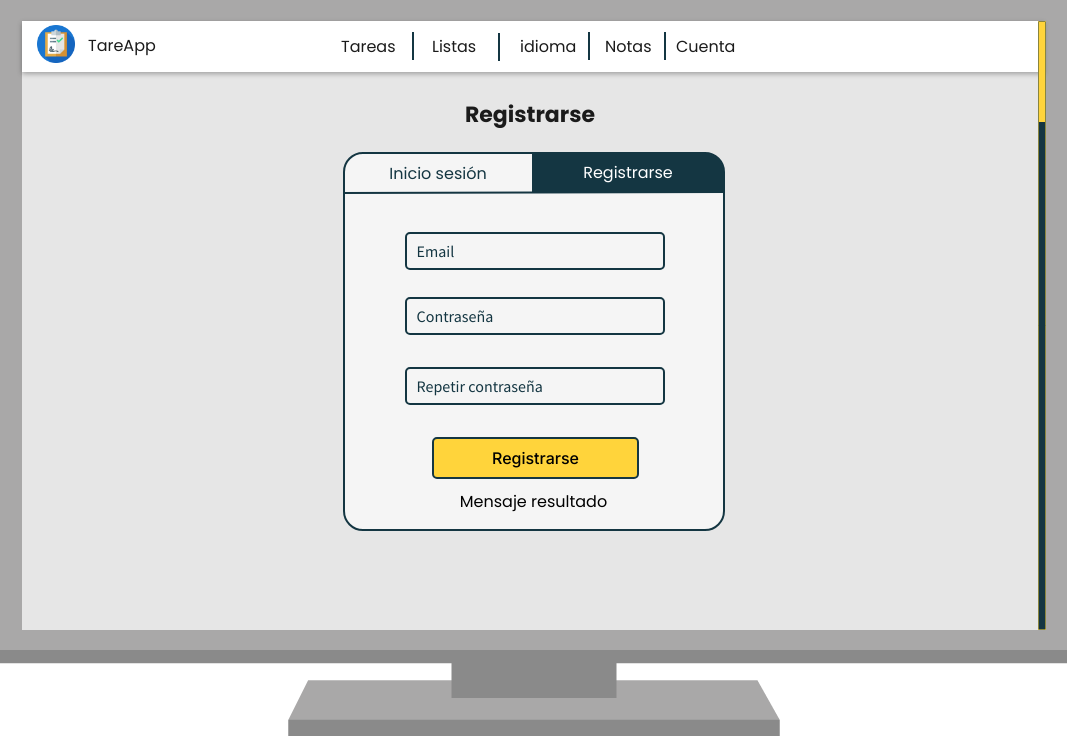 TareApp Tareas Listas idioma Notas Cuenta
Registrarse
Inicio sesión Registrarse
Email
Contraseña
Repetir contraseña
Registrarse
Mensaje resultado